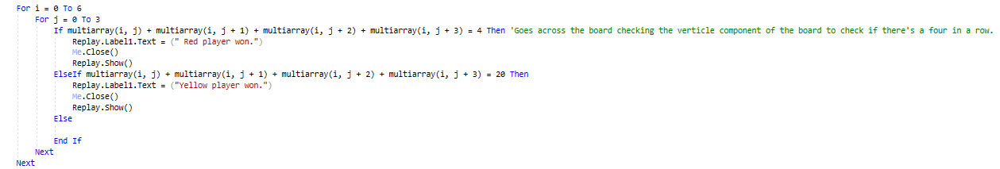 For i = 0 To 6
For j = 0 To 3
If multiarray(i, j) + multiarray(i, j + 1) + multiarray(i, j + 2) + multiarray(i, j + 3) = 4 Then 'Goes across the board checking the verticle component of the board to check if there's a four in a row.
Replay.Label1.Text = (" Red player won.")
Me.Close()
Replay.Show()
ElseIf multiarray(i, j) + multiarray(i, j + 1) + multiarray(i, j + 2) + multiarray(i, j + 3) = 20 Then
Replay.Label1.Text = ("Yellow player won.")
Me.Close()
Replay.Show()
Else
End If
Next
Next